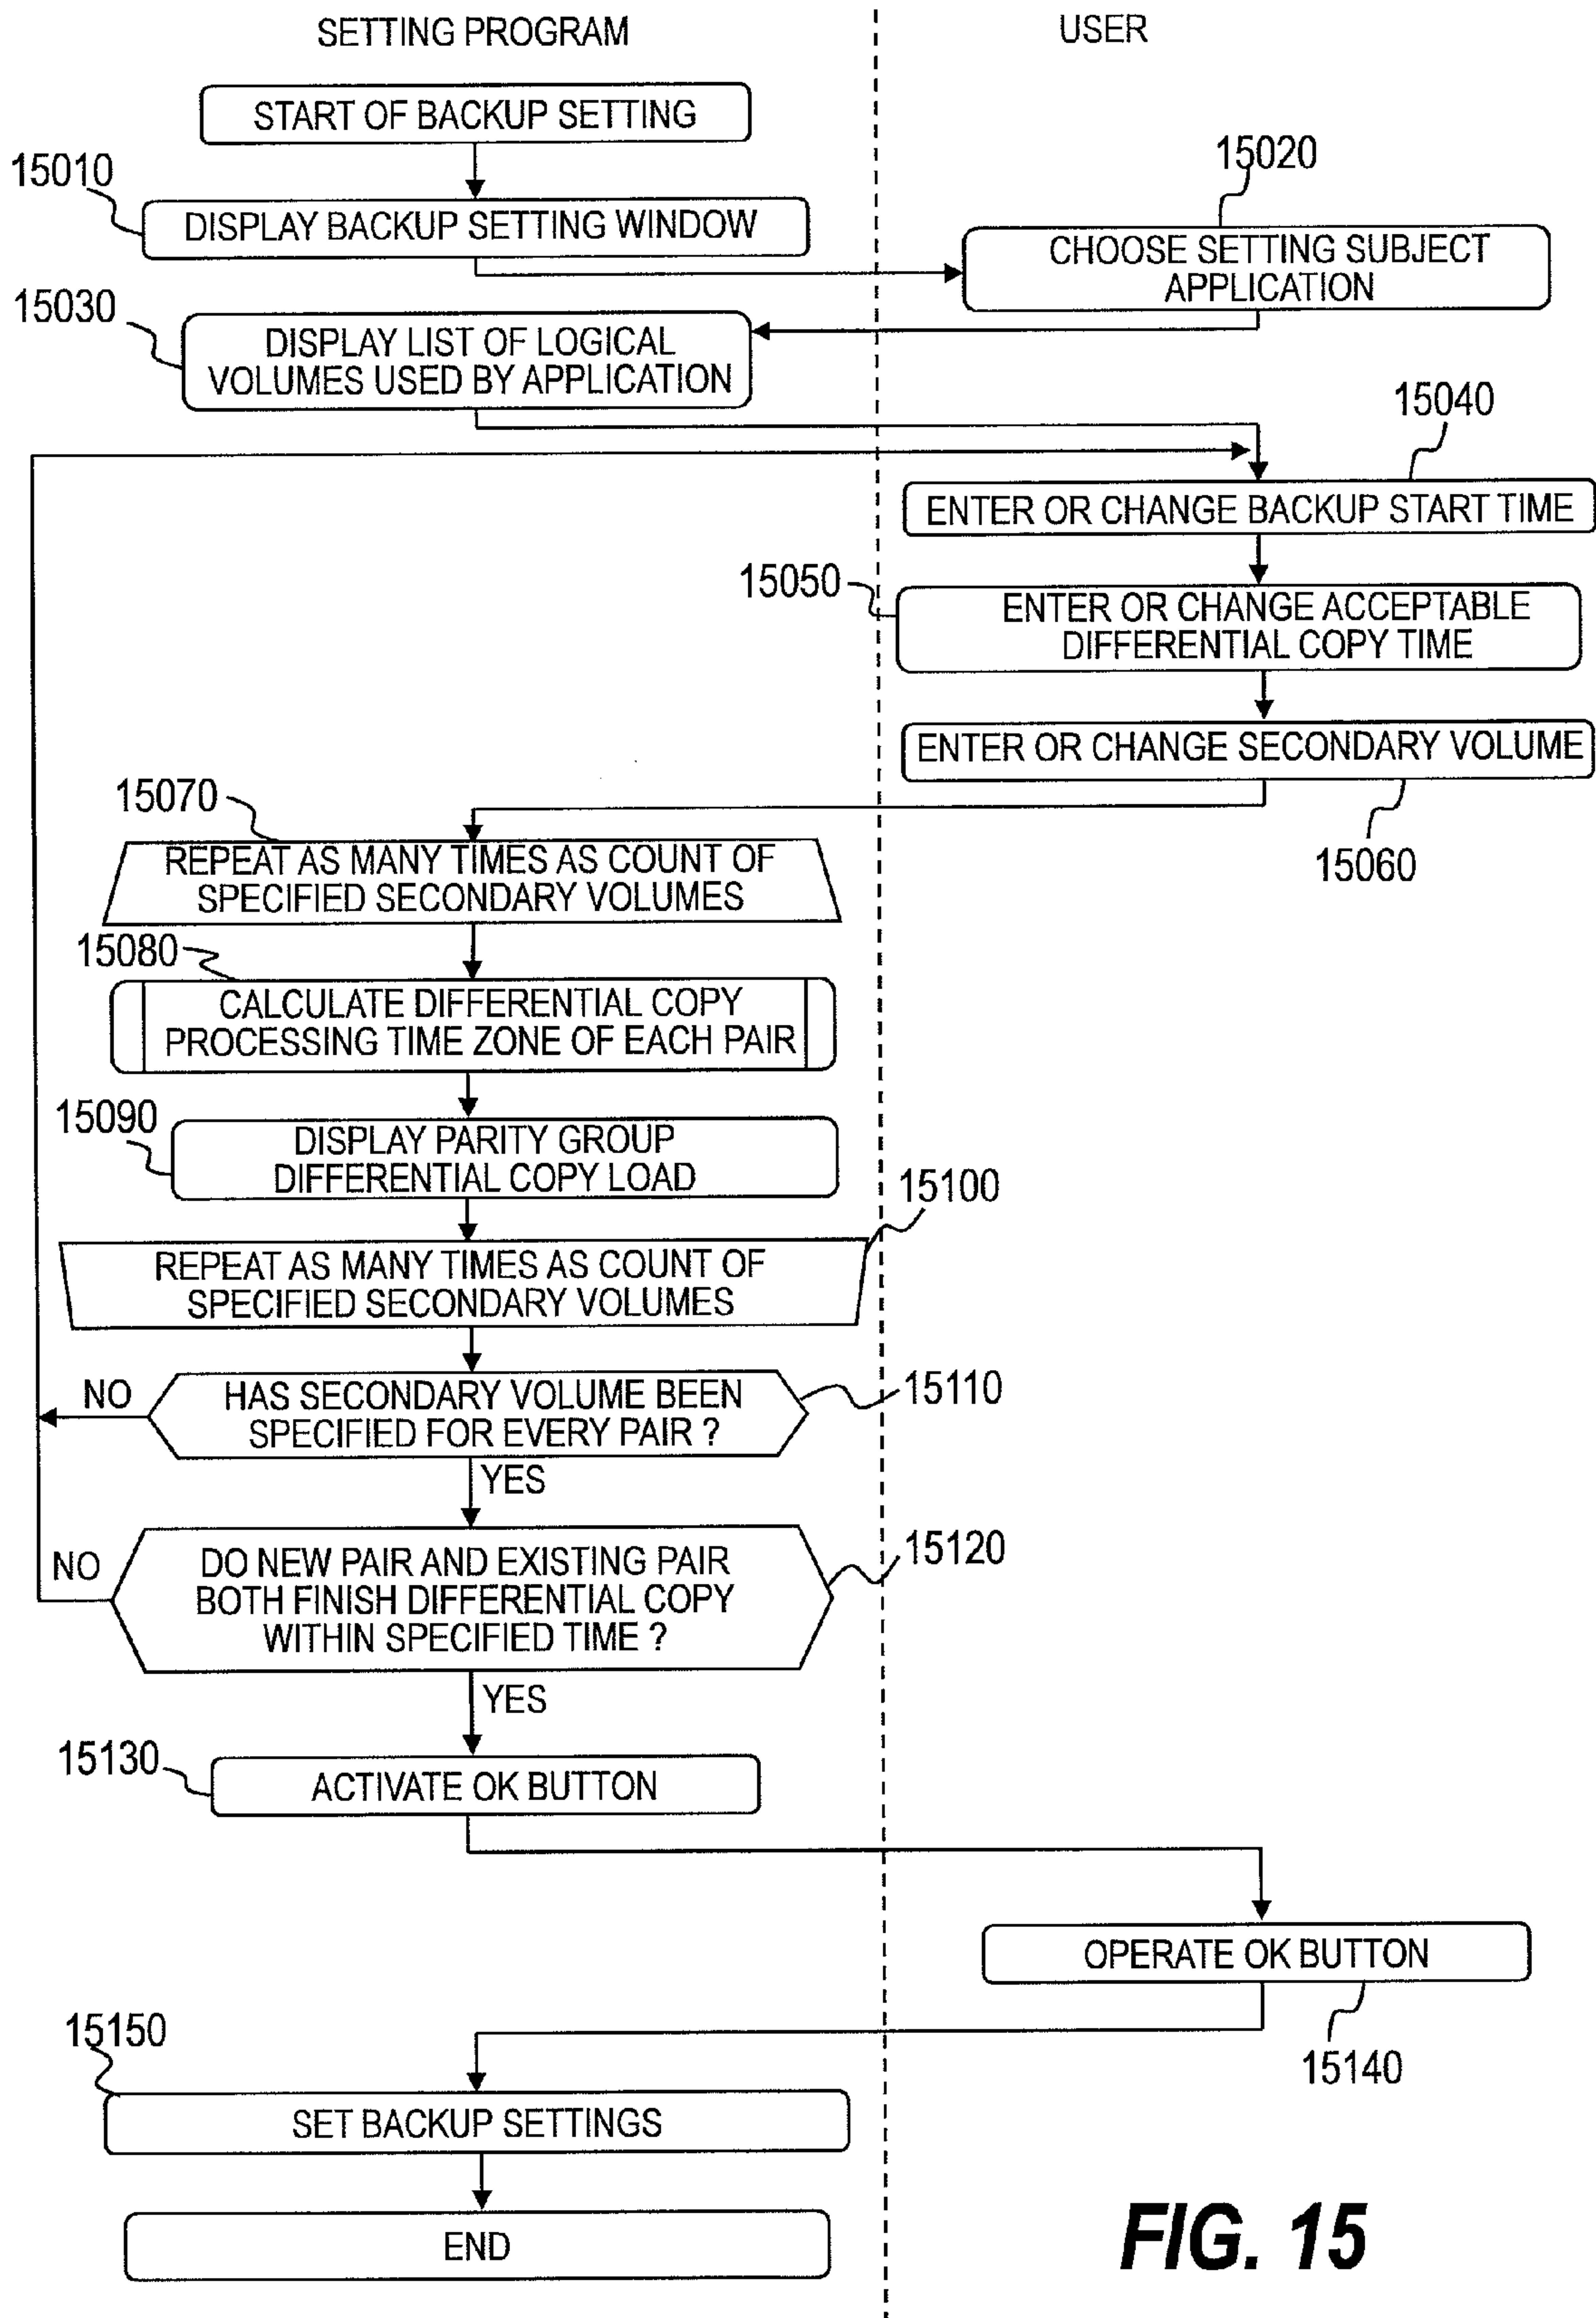 SETTING PROGRAM
USER
START OF BACKUP SETTING
15010
DISPLAY BACKUP SETTING WINDOW
15020
CHOOSE SETTING SUBJECT
APPLICATION
15030
DISPLAY LIST OF LOGICAL
VOLUMES USED BY APPLICATION
15040
ENTER OR CHANGE BACKUP START TIME
15050
ENTER OR CHANGE ACCEPTABLE
DIFFERENTIAL COPY TIME
ENTER OR CHANGE SECONDARY VOLUME
15060
15070
REPEAT AS MANY TIMES AS COUNT OF
SPECIFIED SECONDARY VOLUMES
15080
CALCULATE DIFFERENTIAL COPY
PROCESSING TIME ZONE OF EACH PAIR
15090
DISPLAY PARITY GROUP
DIFFERENTIAL COPY LOAD
15100
REPEAT AS MANY TIMES AS COUNT OF
SPECIFIED SECONDARY VOLUMES
NO
HAS SECONDARY VOLUME BEEN
SPECIFIED FOR EVERY PAIR ?
15110
YES
NO
DO NEW PAIR AND EXISTING PAIR
BOTH FINISH DIFFERENTIAL COPY
WITHIN SPECIFIED TIME ?
15120
YES
15130
ACTIVATE OK BUTTON
OPERATE OK BUTTON
15140
15150
SET BACKUP SETTINGS
END
FIG. 15